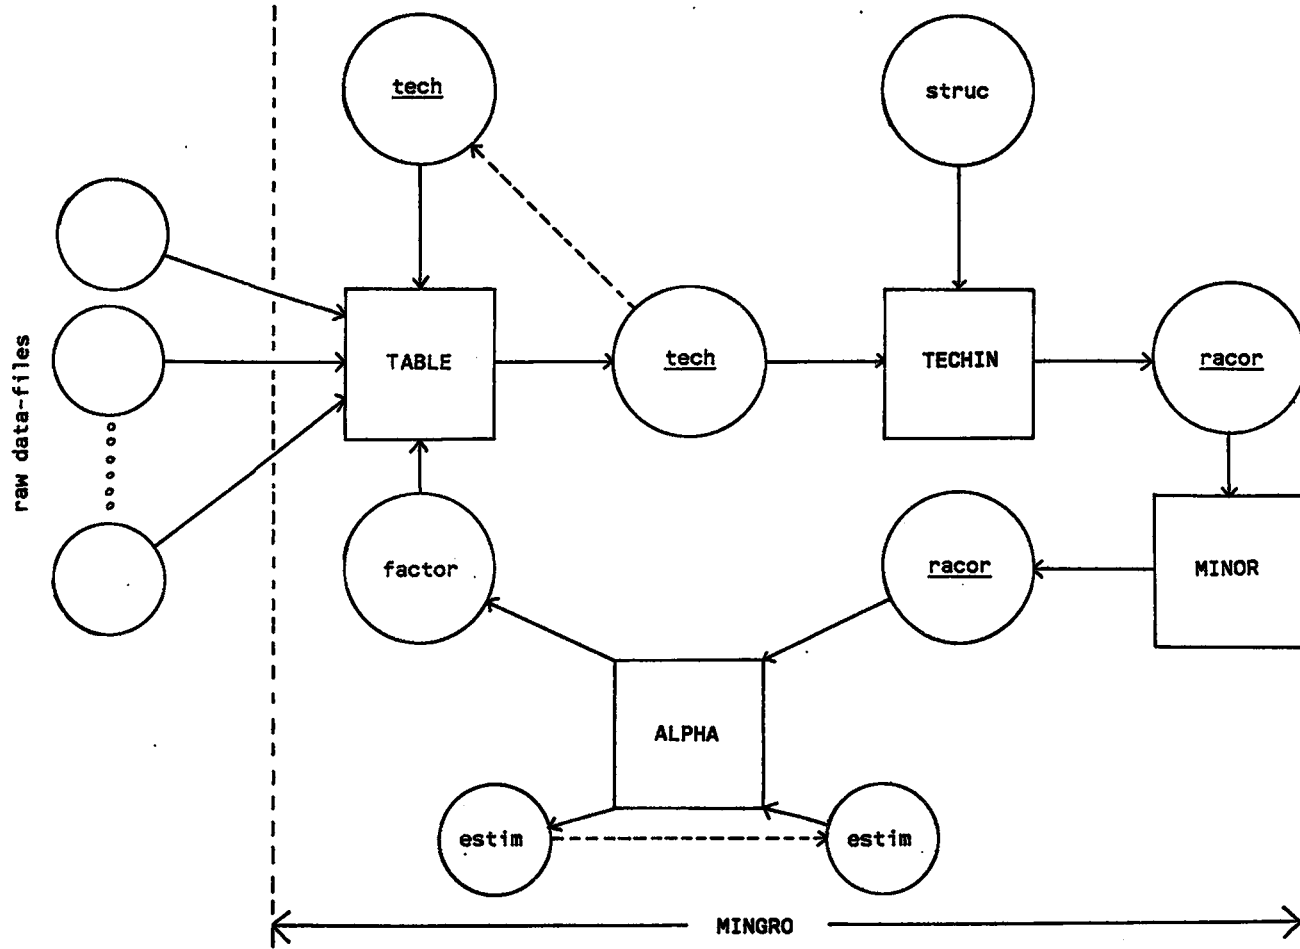 tech
struc
raw data-files
TABLE
tech
TECHIN
racor
factor
racor
MINOR
ALPHA
estim
estim
MINGRO